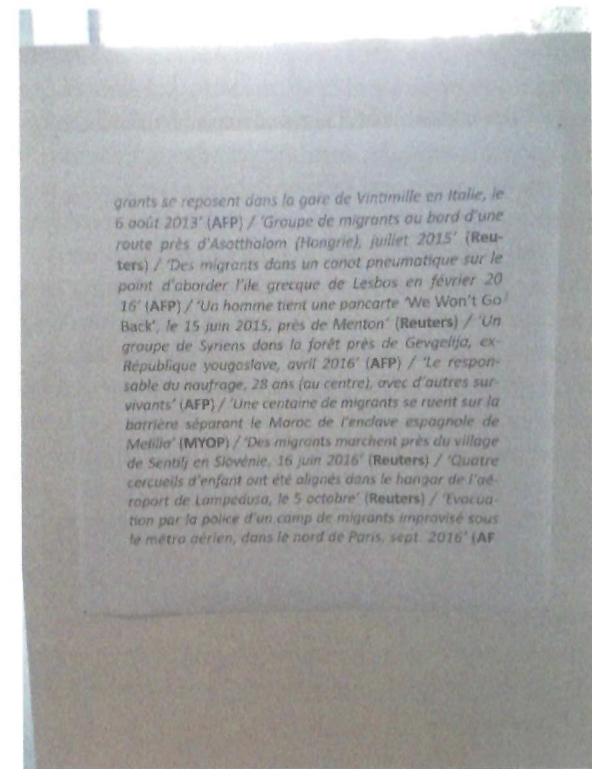 grants se reposent dans la gare de Vintimille en Italie, le
6 août 2013' (AFP) / 'Groupe de migrants au bord d'une
route près d'Asotthalom (Hongrie), juillet 2015' (Reu-
ters) / 'Des migrants dans un canot pneumatique sur le
point d'aborder l'île grecque de Lesbos en février 20
16' (AFP) / 'Un homme tient une pancarte 'We Won't Go
Back', le 15 juin 2015, près de Menton' (Reuters) / 'Un
groupe de Syriens dans la forêt près de Gevgelija, ex-
République yougoslave, avril 2016' (AFP) / 'Le respon-
sable du naufrage, 28 ans (au centre), avec d'autres sur-
vivants' (AFP) / 'Une centaine de migrants se ruent sur la
barrière séparant le Maroc de l'enclave espagnole de
Melilla' (MYOP) / 'Des migrants marchent près du village
de Sentilj en Slovénie, 16 juin 2016' (Reuters) / 'Quatre
cercueils d'enfant ont été alignés dans le hangar de l'aé-
roport de Lampedusa, le 5 octobre' (Reuters) / 'Evacua-
tion par la police d'un camp de migrants improvisé sous
le métro aérien, dans le nord de Paris, sept. 2016' (AF